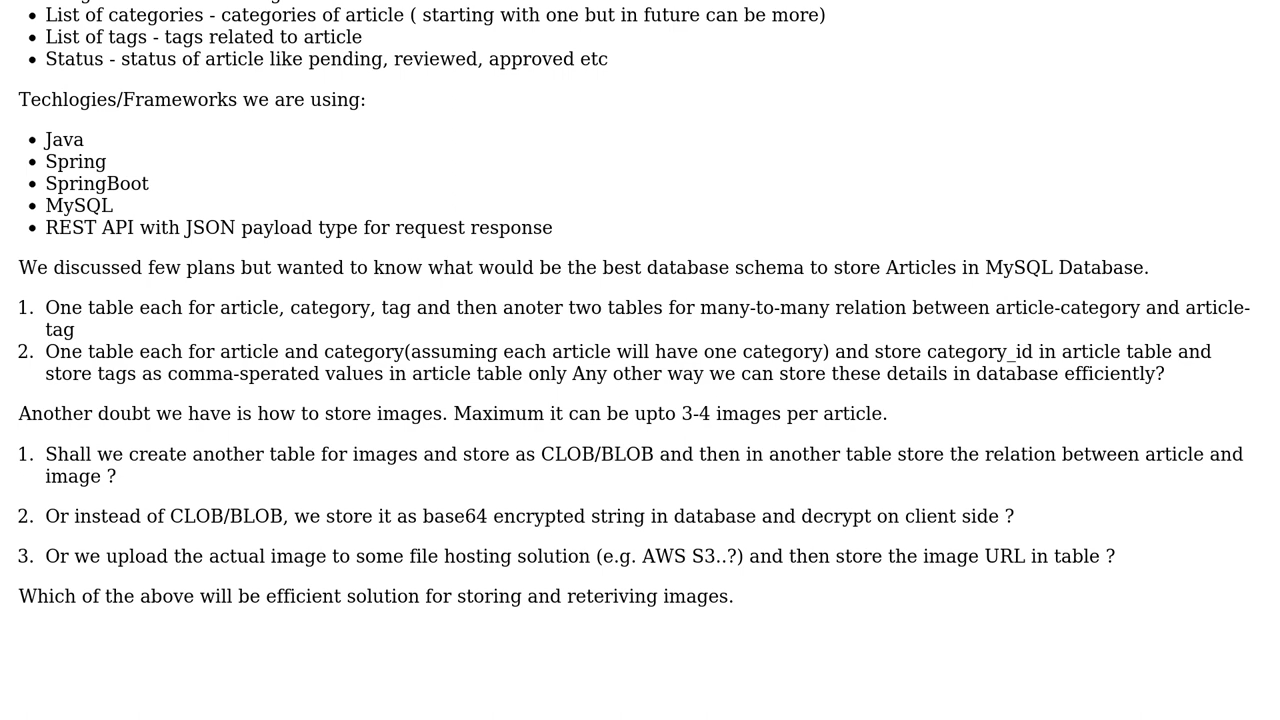 List of categories - categories of article ( starting with one but in future can be more)
List of tags - tags related to article
Status - status of article like pending, reviewed, approved etc
Techlogies/Frameworks we are using:
Java
Spring
SpringBoot
MySQL
REST API with JSON payload type for request response
We discussed few plans but wanted to know what would be the best database schema to store Articles in MySQL Database.
1. One table each for article, category, tag and then anoter two tables for many-to-many relation between article-category and article-
tag
2. One table each for article and category(assuming each article will have one category) and store category_id in article table and
store tags as comma-sperated values in article table only Any other way we can store these details in database efficiently?
Another doubt we have is how to store images. Maximum it can be upto 3-4 images per article.
1. Shall we create another table for images and store as CLOB/BLOB and then in another table store the relation between article and
image ?
2. Or instead of CLOB/BLOB, we store it as base64 encrypted string in database and decrypt on client side ?
3. Or we upload the actual image to some file hosting solution (e.g. AWS S3..?) and then store the image URL in table ?
Which of the above will be efficient solution for storing and reteriving images.